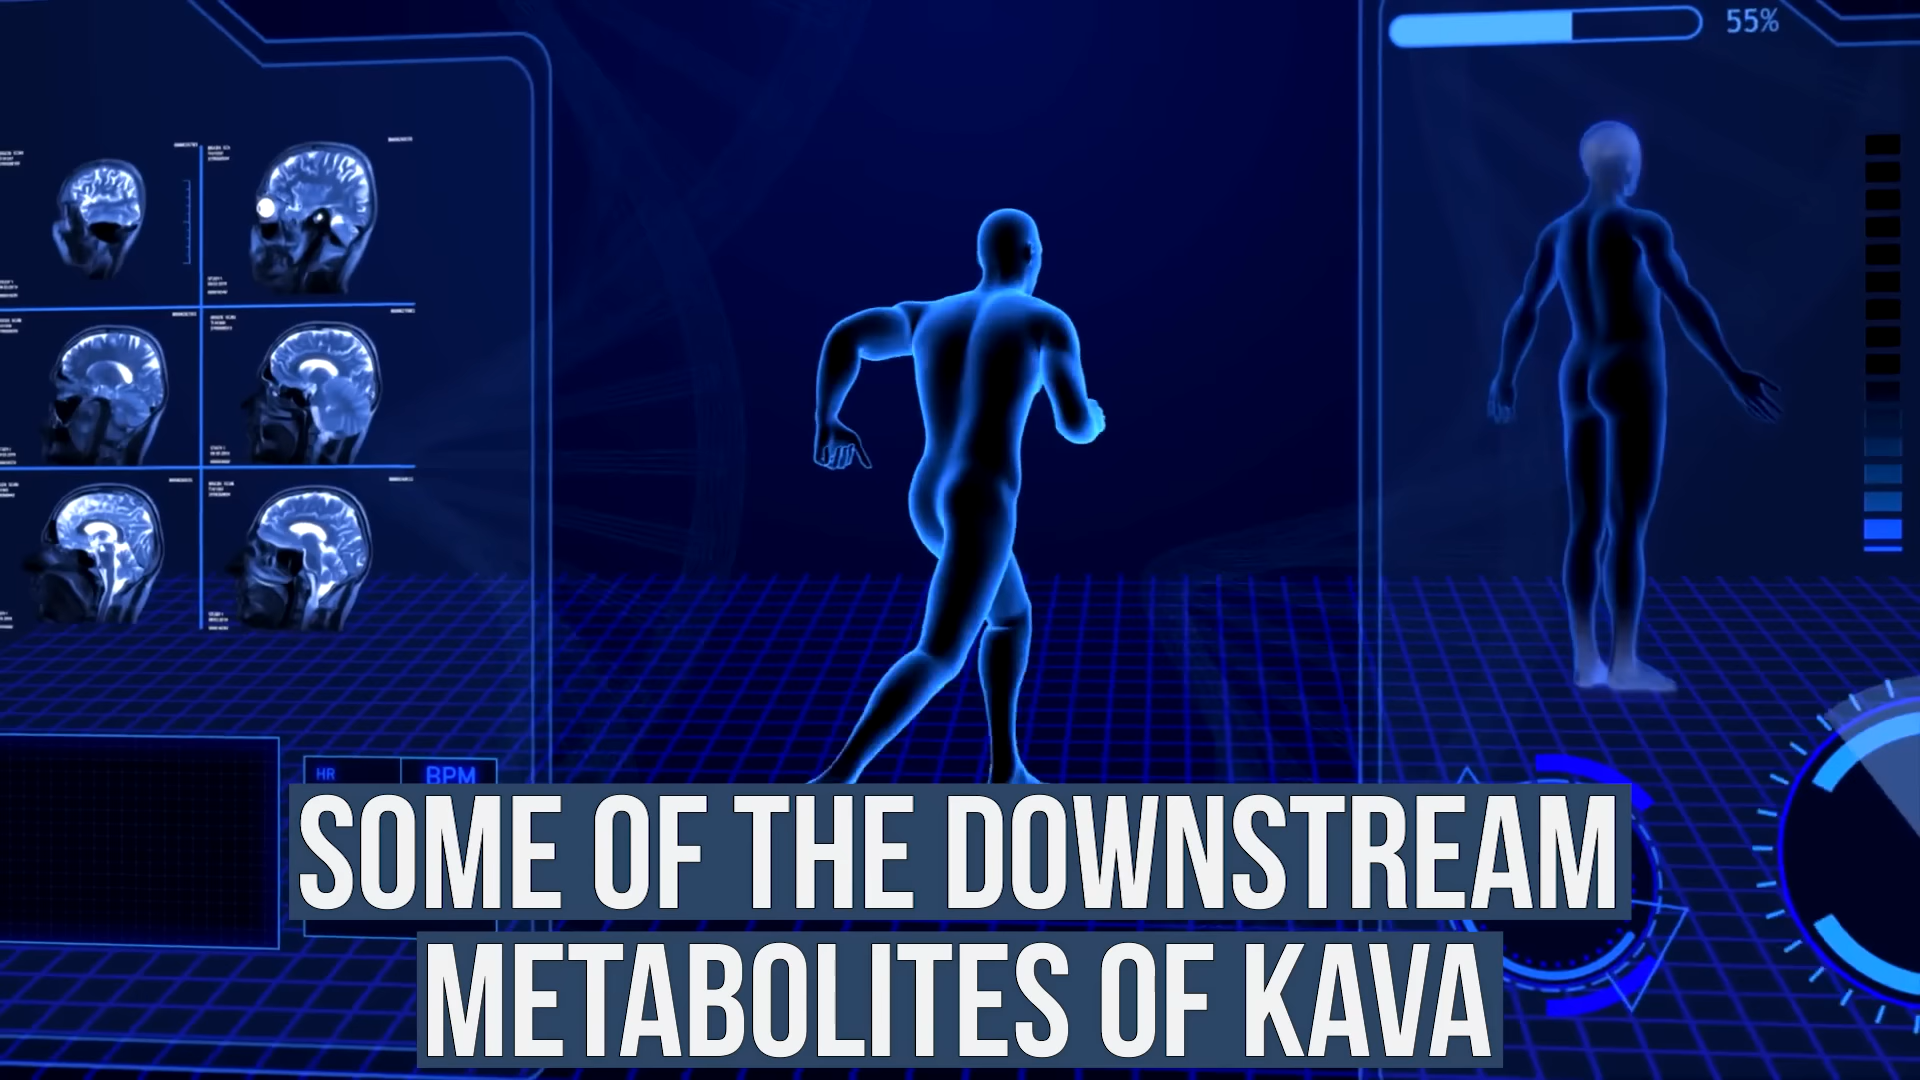 55%
HR
BPM
SOME OF THE DOWNSTREAM
METABOLITES OF KAVA